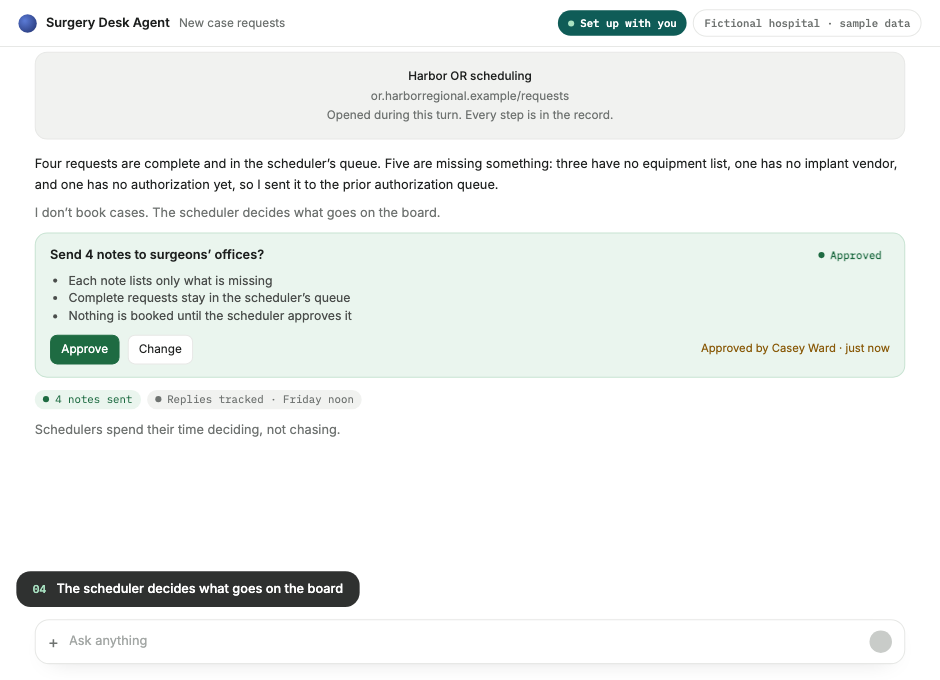 Surgery Desk Agent New case requests
Set up with you
Fictional hospital · sample data
Harbor OR scheduling
or.harborregional.example/requests
Opened during this turn. Every step is in the record.
Four requests are complete and in the scheduler’s queue. Five are missing something: three have no equipment list, one has no implant vendor,
and one has no authorization yet, so I sent it to the prior authorization queue.
I don’t book cases. The scheduler decides what goes on the board.
Send 4 notes to surgeons’ offices?
Approved
• Each note lists only what is missing
• Complete requests stay in the scheduler’s queue
• Nothing is booked until the scheduler approves it
Approve
Change
Approved by Casey Ward · just now
4 notes sent
Replies tracked · Friday noon
Schedulers spend their time deciding, not chasing.
04 The scheduler decides what goes on the board
+ Ask anything